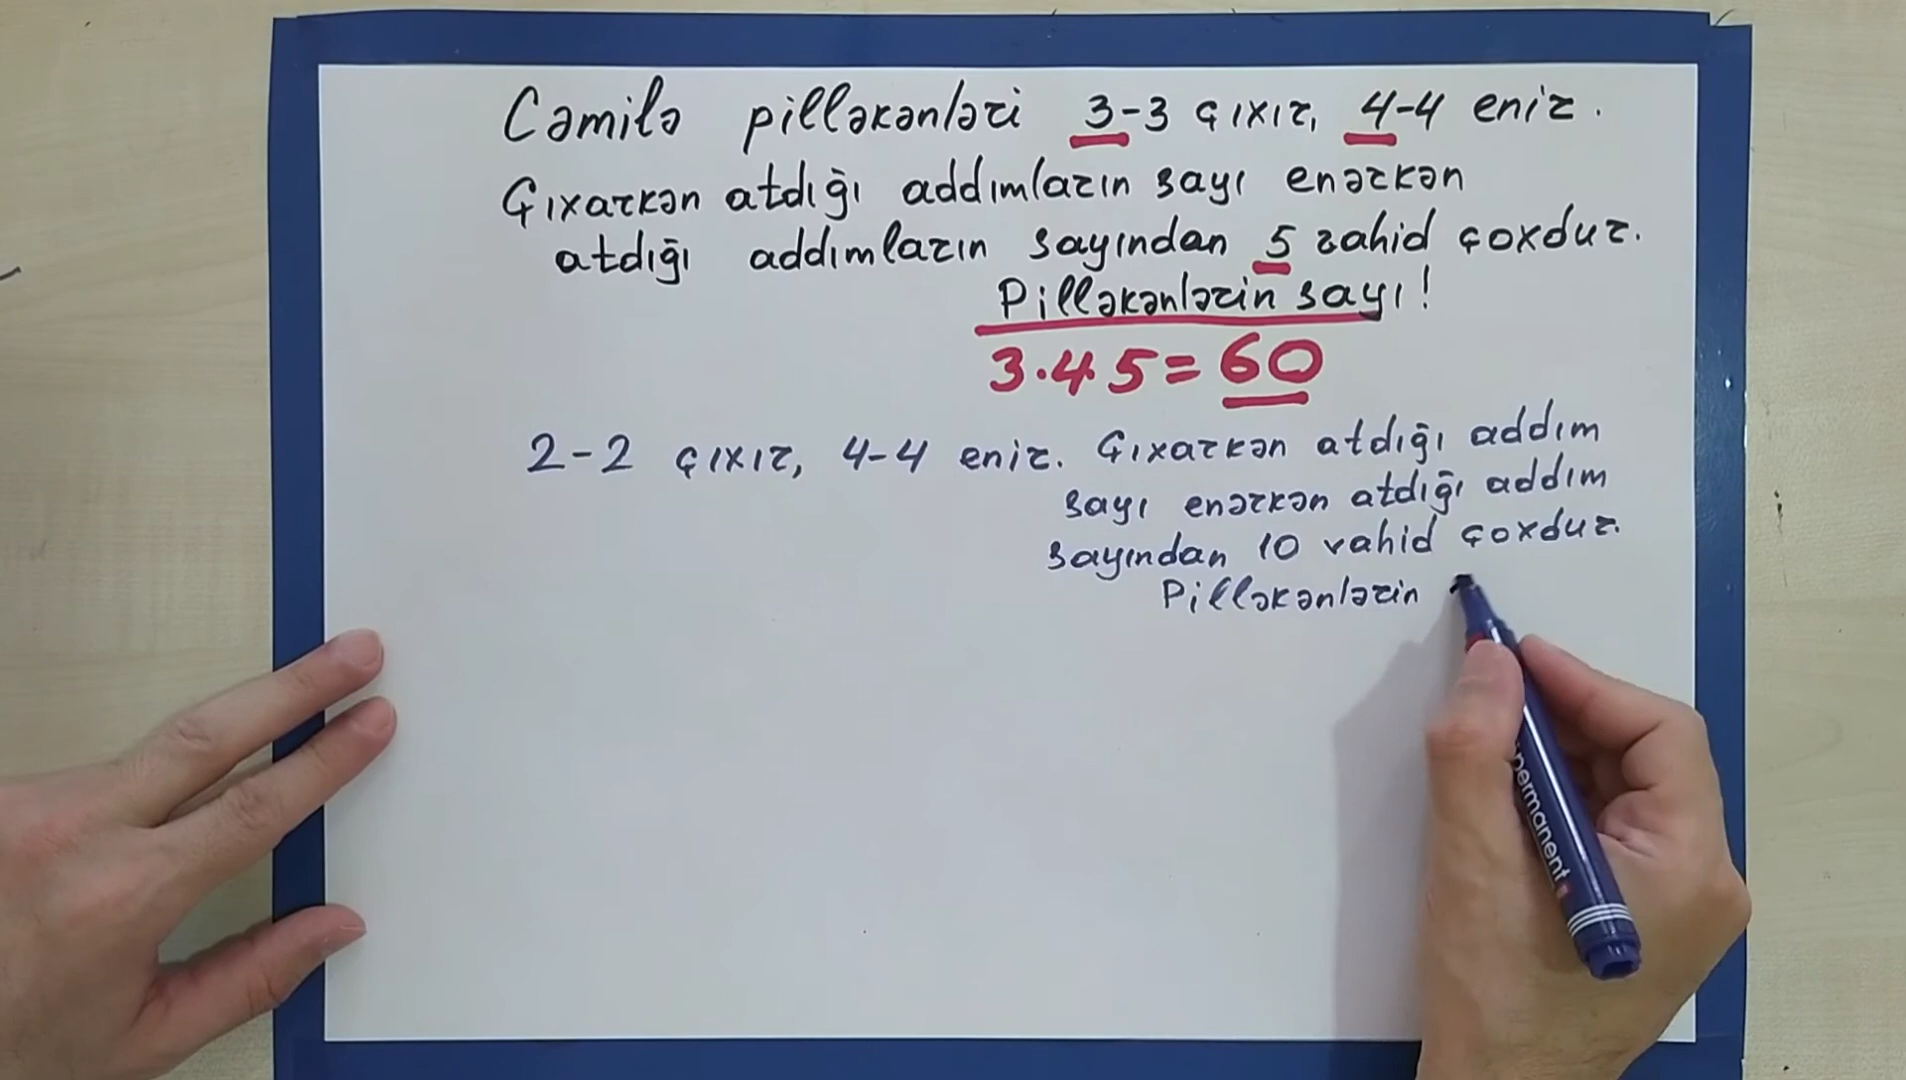 Cəmilə pilləkənləri 3-3 çıxır, 4-4 enir.
Çıxarkən atdığı addımların sayı enərkən
atdığı addımların sayından 5 vahid çoxdur.
Pilləkənlərin sayı!
3·4·5=60
2-2 çıxır, 4-4 enir. Çıxarkən atdığı addım
sayı enərkən atdığı addım
sayından 10 vahid çoxdur.
Pilləkənlərin
permanent